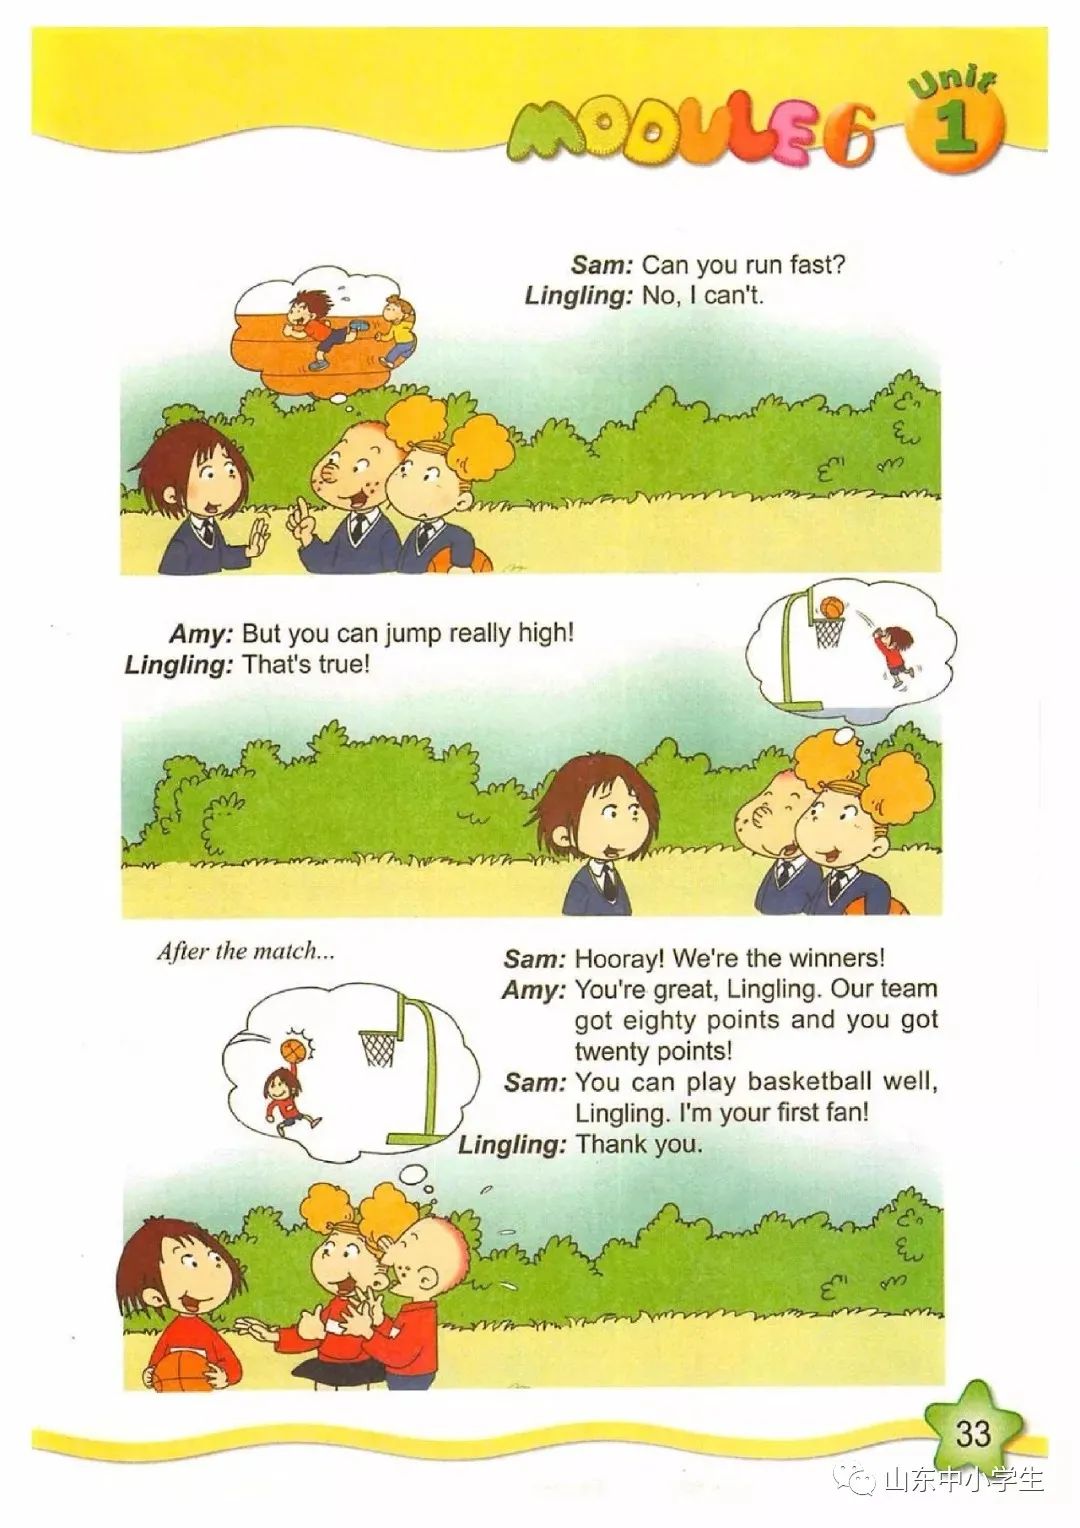 MODULE 6 Unit 1
Sam: Can you run fast?
Lingling: No, I can't.
Amy: But you can jump really high!
Lingling: That's true!
After the match...
Sam: Hooray! We're the winners!
Amy: You're great, Lingling. Our team
got eighty points and you got
twenty points!
Sam: You can play basketball well,
Lingling. I'm your first fan!
Lingling: Thank you.
33
山东中小学生